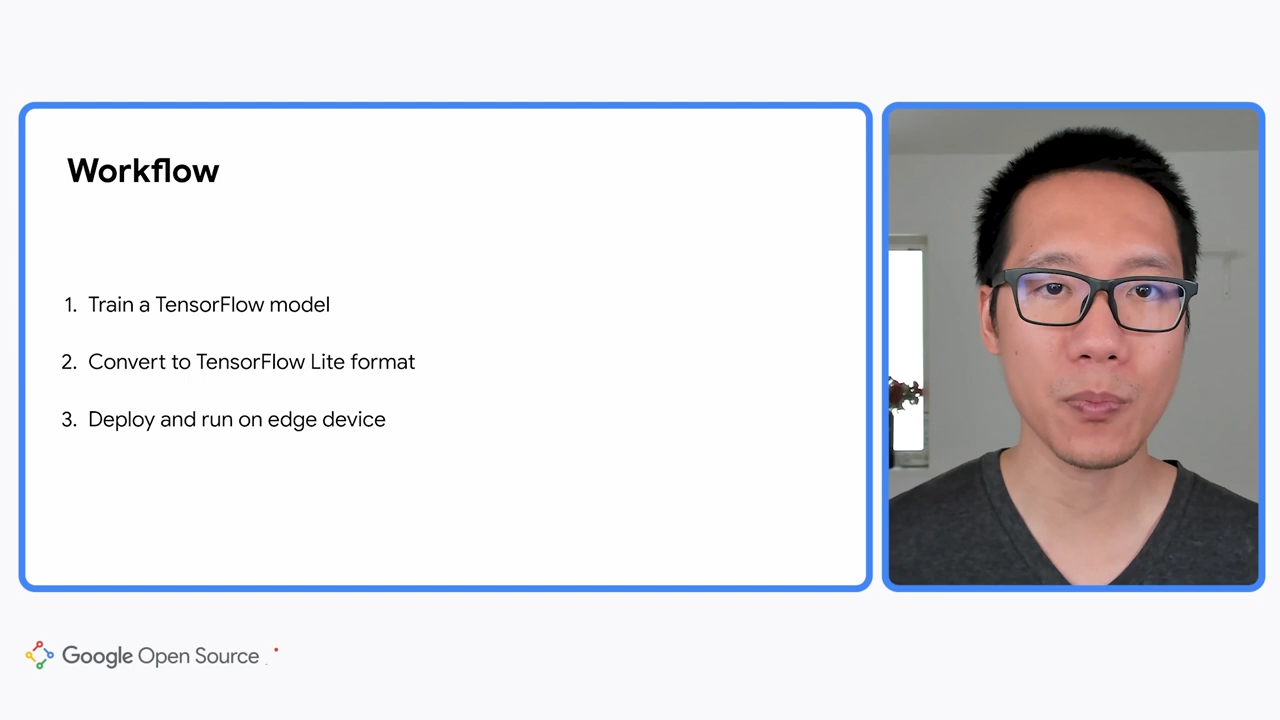 Workflow
1. Train a TensorFlow model
2. Convert to TensorFlow Lite format
3. Deploy and run on edge device
Google Open Source